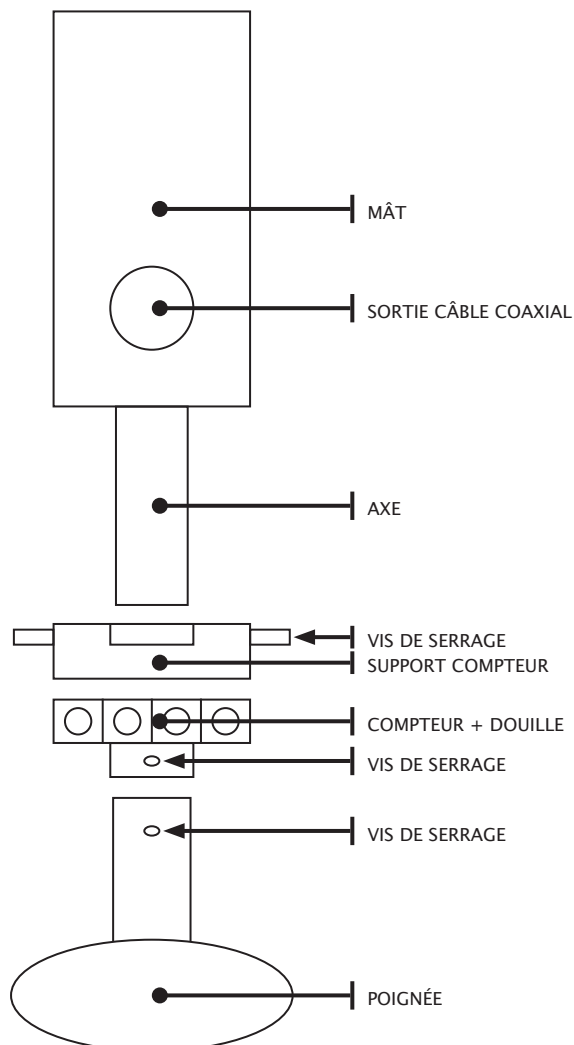 MÂT
SORTIE CÂBLE COAXIAL
AXE
VIS DE SERRAGE
SUPPORT COMPTEUR
COMPTEUR + DOUILLE
VIS DE SERRAGE
VIS DE SERRAGE
POIGNÉE